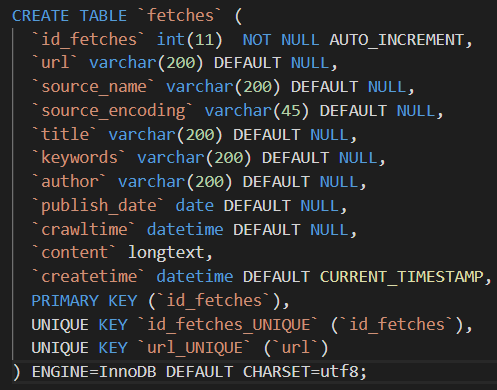 CREATE TABLE `fetches` (
  `id_fetches` int(11)  NOT NULL AUTO_INCREMENT,
  `url` varchar(200) DEFAULT NULL,
  `source_name` varchar(200) DEFAULT NULL,
  `source_encoding` varchar(45) DEFAULT NULL,
  `title` varchar(200) DEFAULT NULL,
  `keywords` varchar(200) DEFAULT NULL,
  `author` varchar(200) DEFAULT NULL,
  `publish_date` date DEFAULT NULL,
  `crawltime` datetime DEFAULT NULL,
  `content` longtext,
  `createtime` datetime DEFAULT CURRENT_TIMESTAMP,
  PRIMARY KEY (`id_fetches`),
  UNIQUE KEY `id_fetches_UNIQUE` (`id_fetches`),
  UNIQUE KEY `url_UNIQUE` (`url`)
) ENGINE=InnoDB DEFAULT CHARSET=utf8;